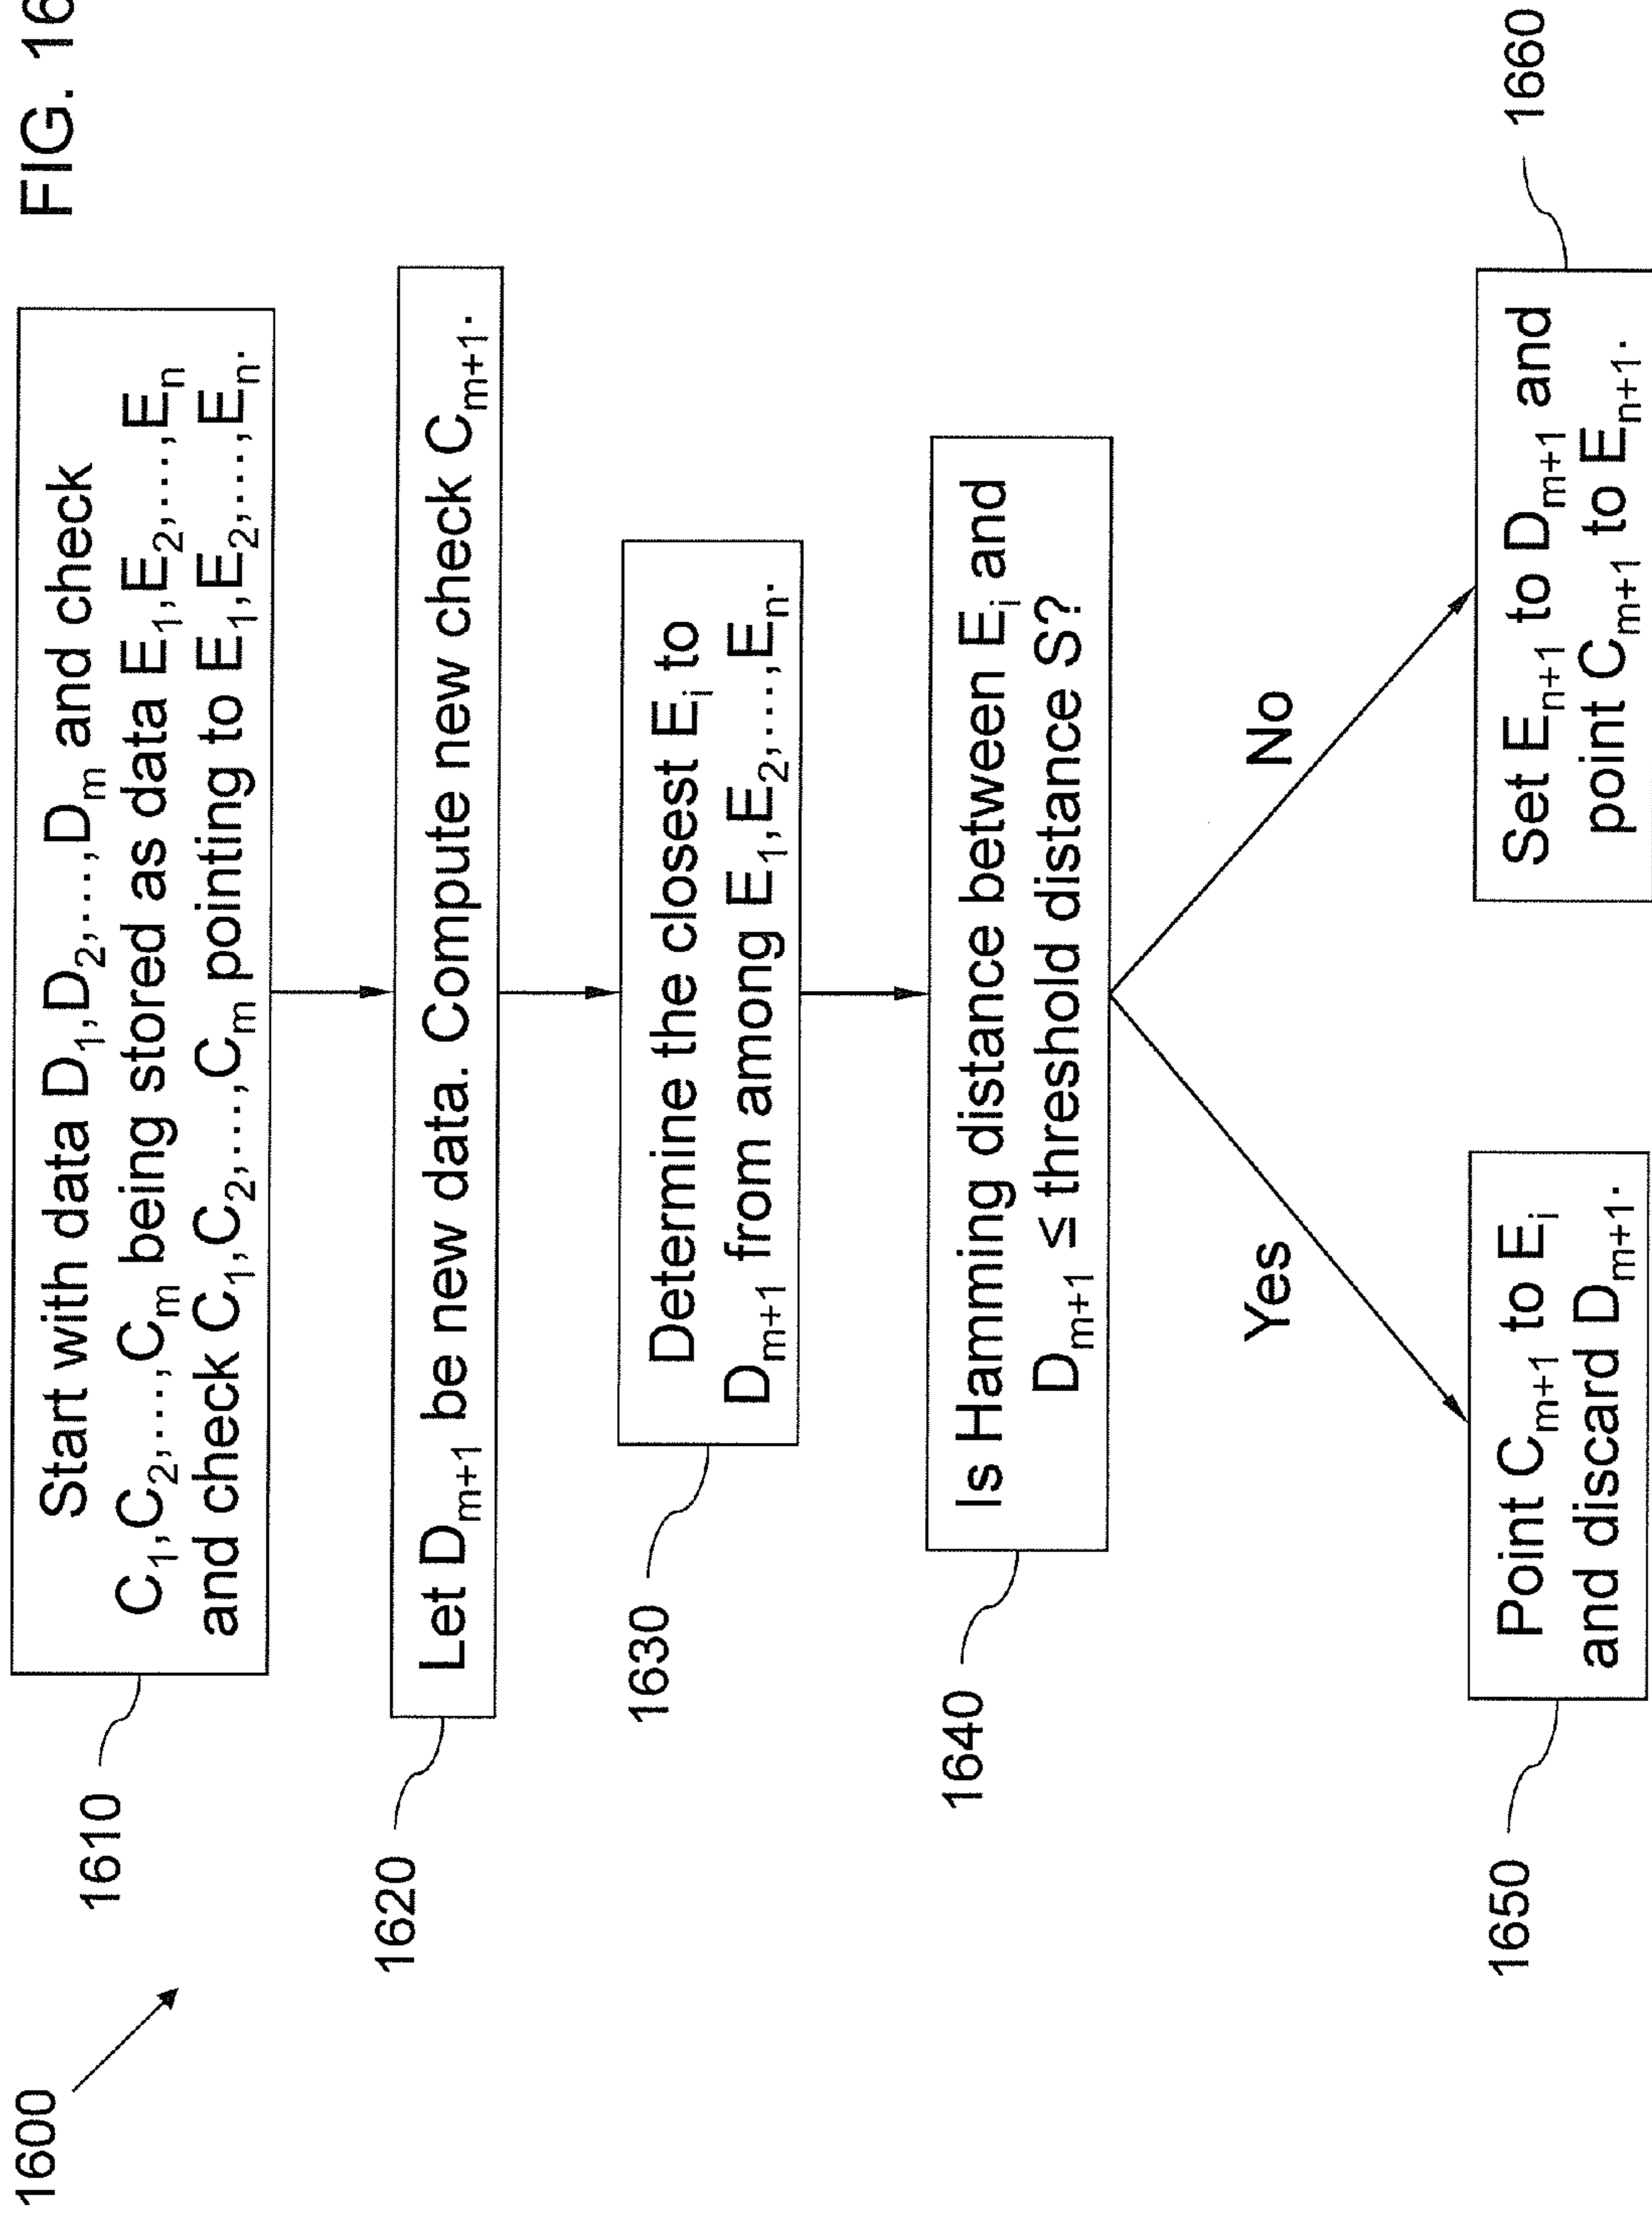 FIG. 16
1600
1610
Start with data D₁,D₂,...,Dₘ and check
C₁,C₂,...,Cₘ being stored as data E₁,E₂,...,Eₙ
and check C₁,C₂,...,Cₘ pointing to E₁,E₂,...,Eₙ.
1620
Let Dₘ₊₁ be new data. Compute new check Cₘ₊₁.
1630
Determine the closest Eᵢ to
Dₘ₊₁ from among E₁,E₂,...,Eₙ.
1640
Is Hamming distance between Eᵢ and
Dₘ₊₁ ≤ threshold distance S?
Yes
No
1650
Point Cₘ₊₁ to Eᵢ
and discard Dₘ₊₁.
Set Eₙ₊₁ to Dₘ₊₁ and
point Cₘ₊₁ to Eₙ₊₁.
1660